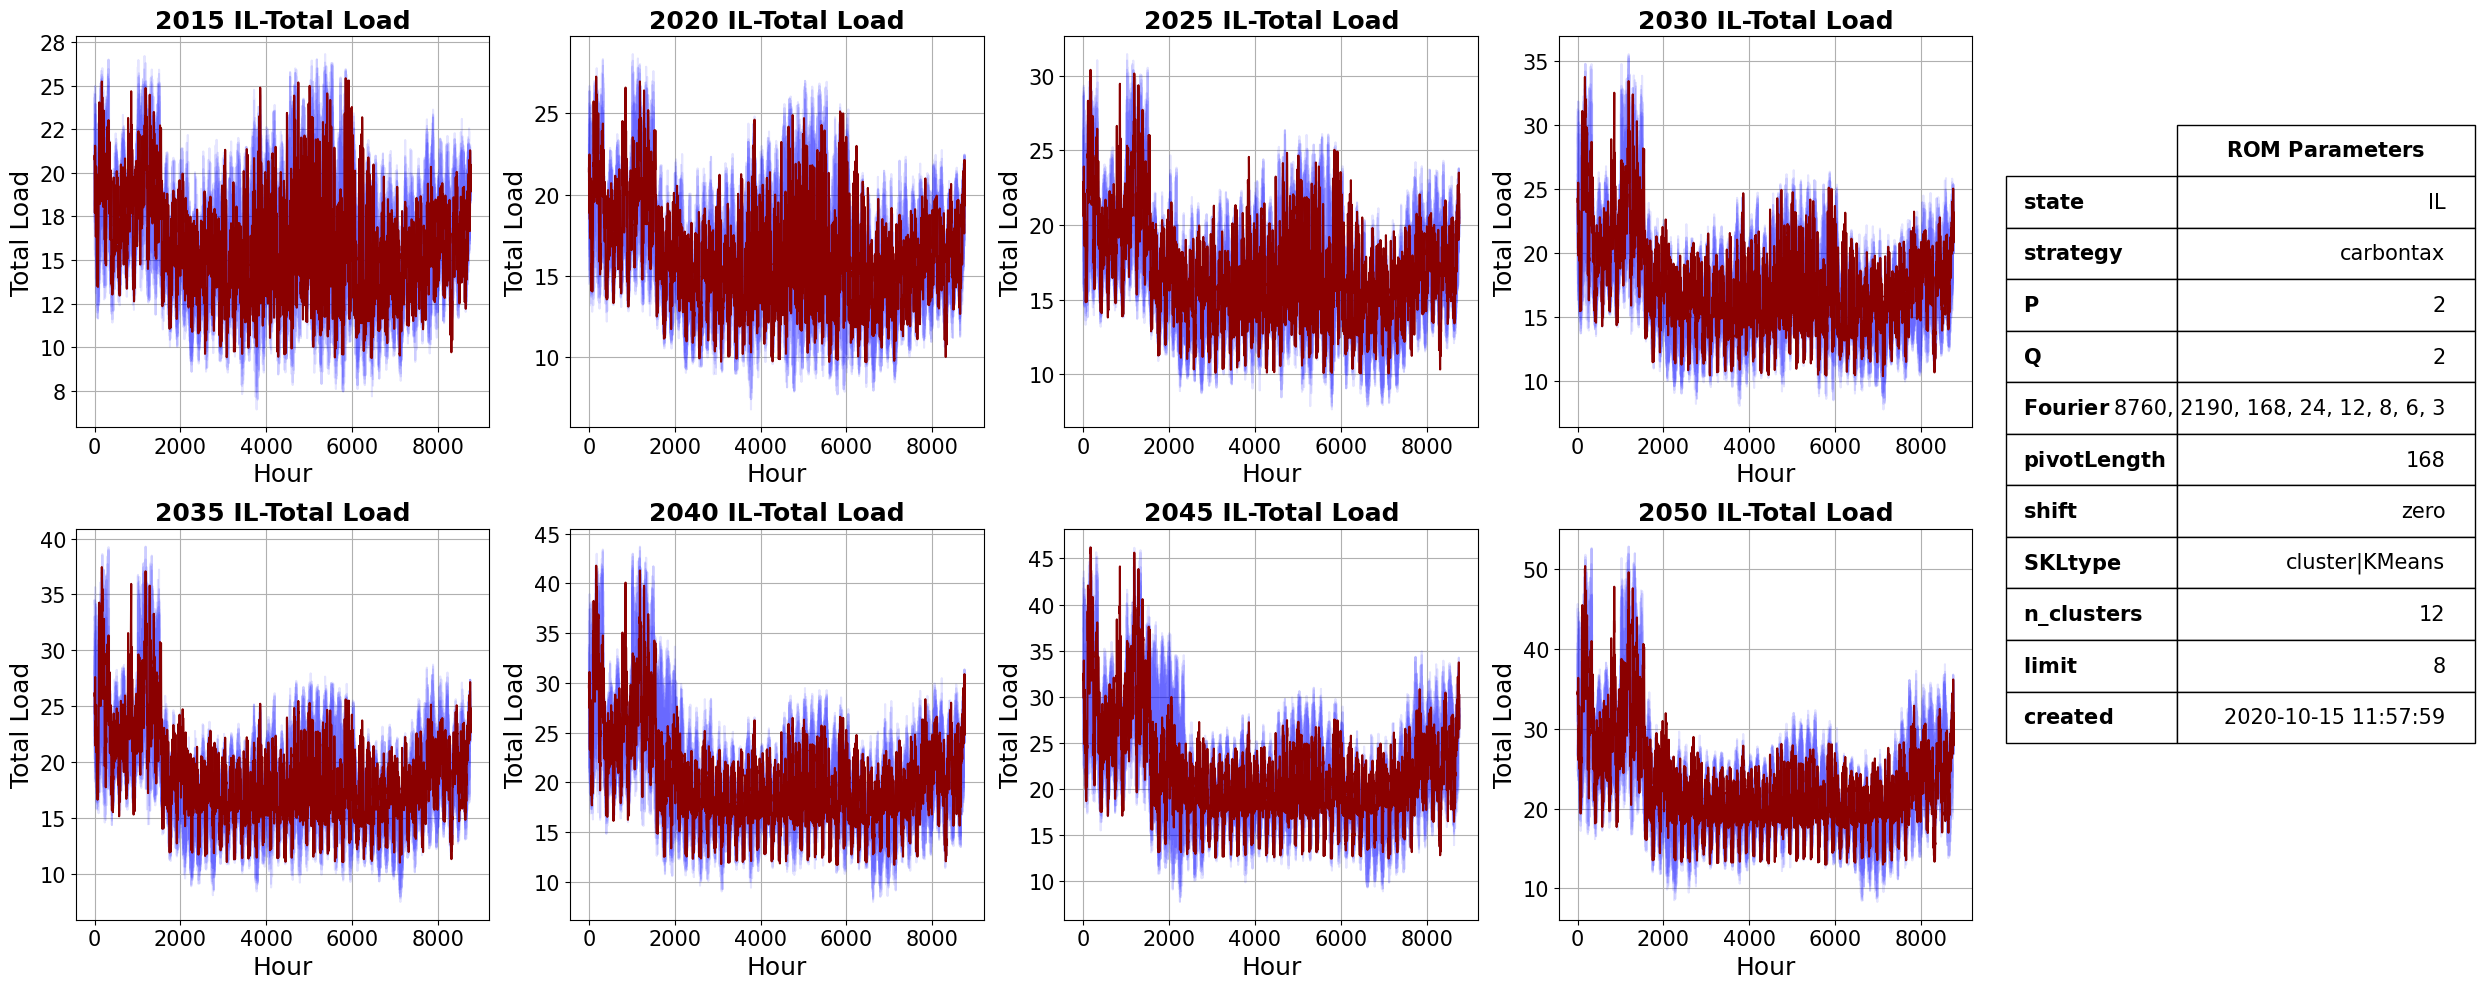 2015 IL-Total Load
Total Load
28
25
22
20
18
15
12
10
8
0 2000 4000 6000 8000
Hour
2020 IL-Total Load
Total Load
25
20
15
10
0 2000 4000 6000 8000
Hour
2025 IL-Total Load
Total Load
30
25
20
15
10
0 2000 4000 6000 8000
Hour
2030 IL-Total Load
Total Load
35
30
25
20
15
10
0 2000 4000 6000 8000
Hour
2035 IL-Total Load
Total Load
40
35
30
25
20
15
10
0 2000 4000 6000 8000
Hour
2040 IL-Total Load
Total Load
45
40
35
30
25
20
15
10
0 2000 4000 6000 8000
Hour
2045 IL-Total Load
Total Load
45
40
35
30
25
20
15
10
0 2000 4000 6000 8000
Hour
2050 IL-Total Load
Total Load
50
40
30
20
10
0 2000 4000 6000 8000
Hour
ROM Parameters
state IL
strategy carbontax
P 2
Q 2
Fourier 8760, 2190, 168, 24, 12, 8, 6, 3
pivotLength 168
shift zero
SKLtype cluster|KMeans
n_clusters 12
limit 8
created 2020-10-15 11:57:59